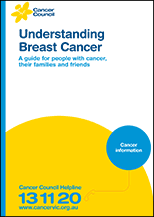 Cancer
Council
Understanding
Breast Cancer
A guide for people with cancer,
their families and friends
Cancer
information
Cancer Council Helpline
13 11 20
www.cancervic.org.au